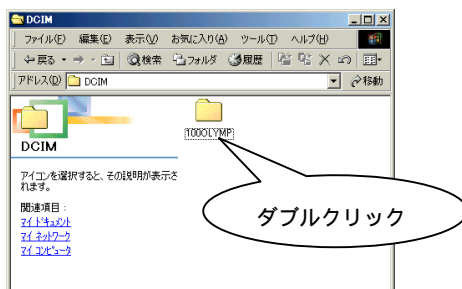 DCIM
ファイル(F) 編集(E) 表示(V) お気に入り(A) ツール(T) ヘルプ(H)
戻る 検索 フォルダ 履歴
アドレス(D) DCIM 移動
100OLYMP
DCIM
アイコンを選択すると、その説明が表示さ
れます。
関連項目:
マイ ドキュメント
マイ ネットワーク
マイ コンピュータ
ダブルクリック